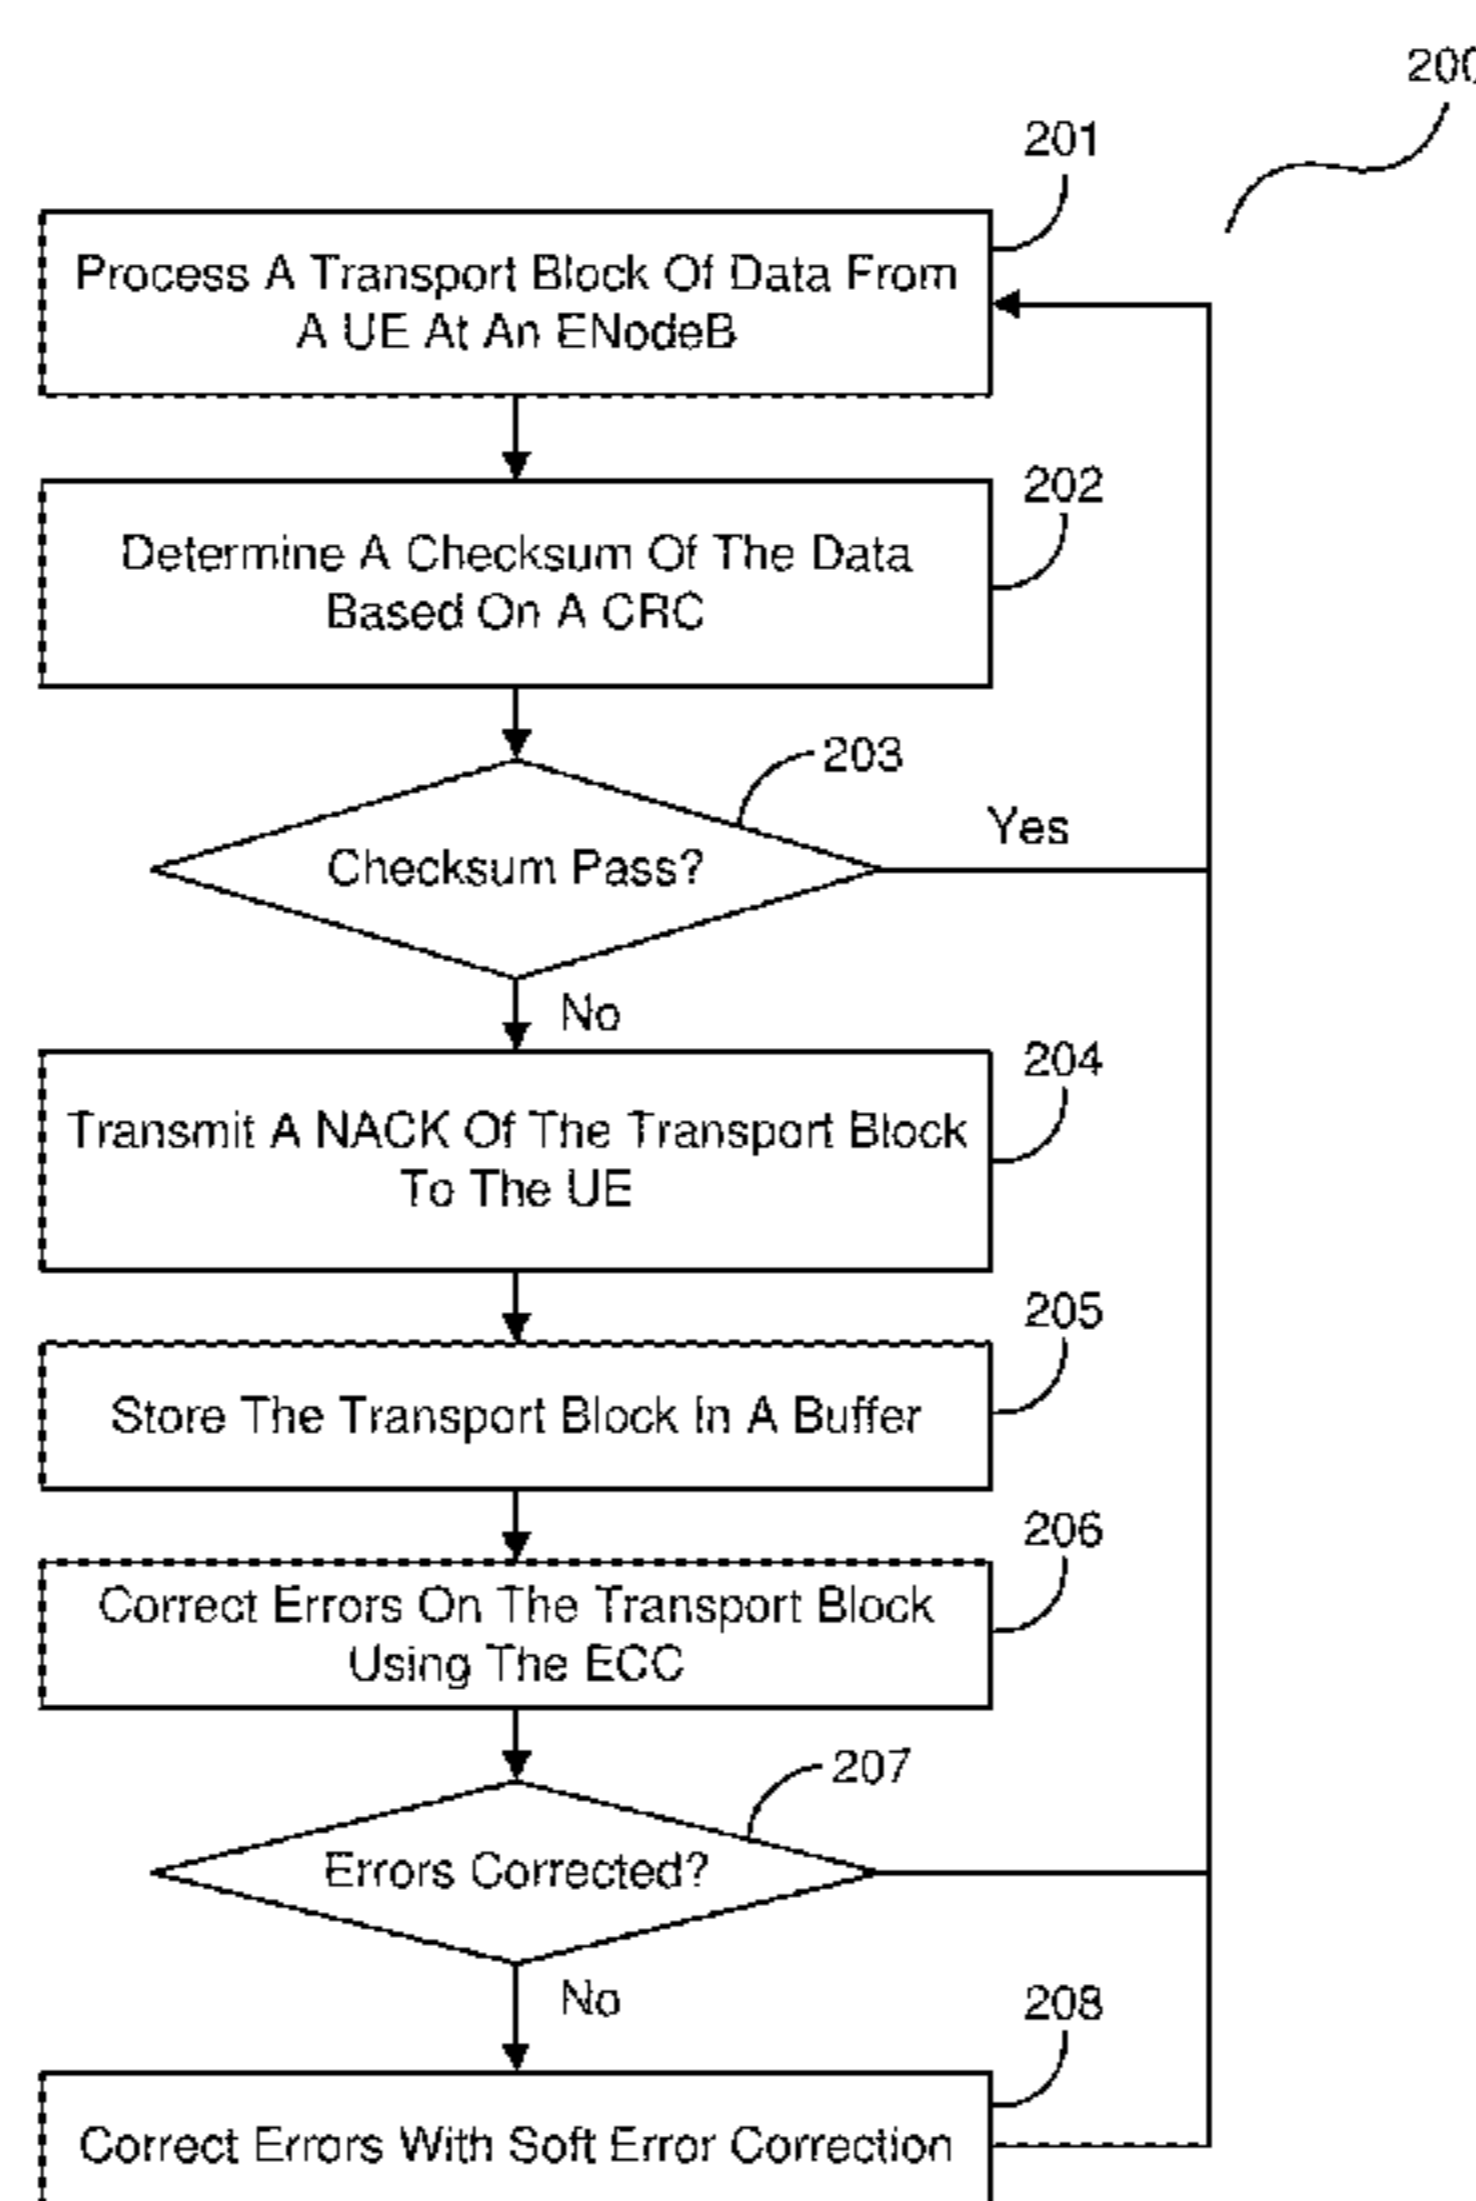 200
201
Process A Transport Block Of Data From
A UE At An ENodeB
202
Determine A Checksum Of The Data
Based On A CRC
203
Checksum Pass?
Yes
No
204
Transmit A NACK Of The Transport Block
To The UE
205
Store The Transport Block In A Buffer
206
Correct Errors On The Transport Block
Using The ECC
207
Errors Corrected?
No
208
Correct Errors With Soft Error Correction